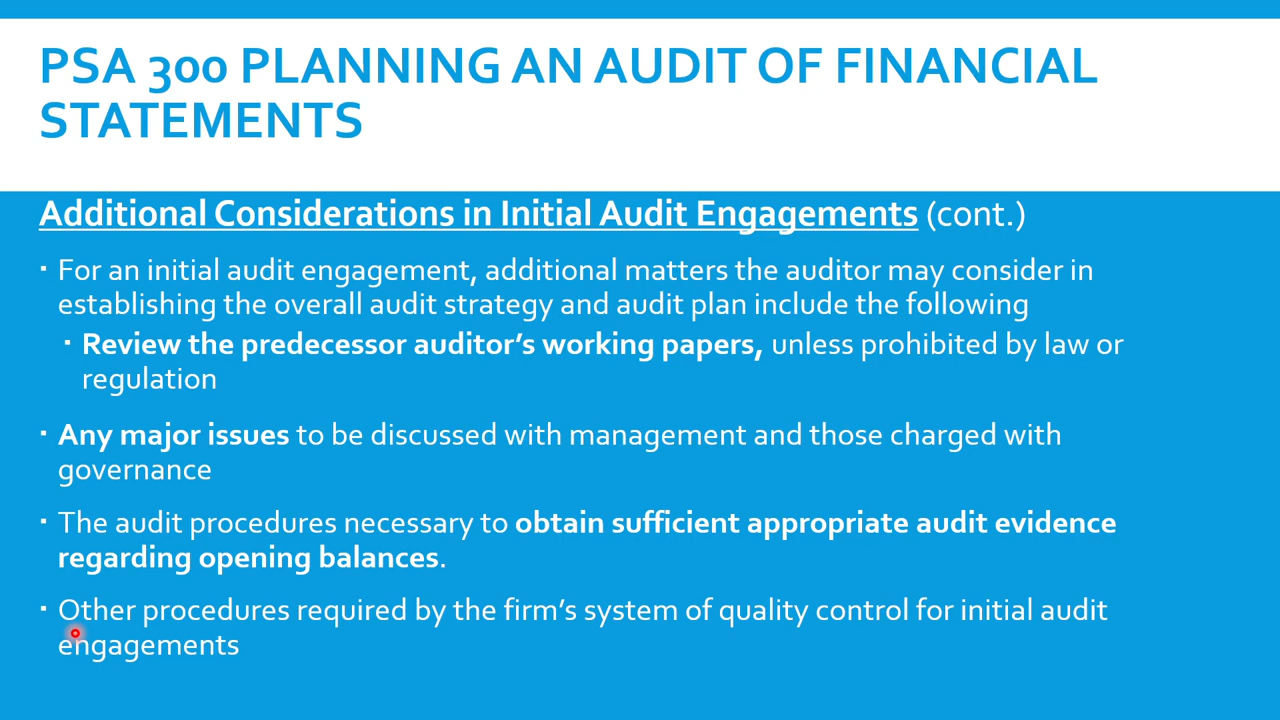 PSA 300 PLANNING AN AUDIT OF FINANCIAL
STATEMENTS
Additional Considerations in Initial Audit Engagements (cont.)
▪ For an initial audit engagement, additional matters the auditor may consider in
establishing the overall audit strategy and audit plan include the following
▪ Review the predecessor auditor’s working papers, unless prohibited by law or
regulation
▪ Any major issues to be discussed with management and those charged with
governance
▪ The audit procedures necessary to obtain sufficient appropriate audit evidence
regarding opening balances.
▪ Other procedures required by the firm’s system of quality control for initial audit
engagements